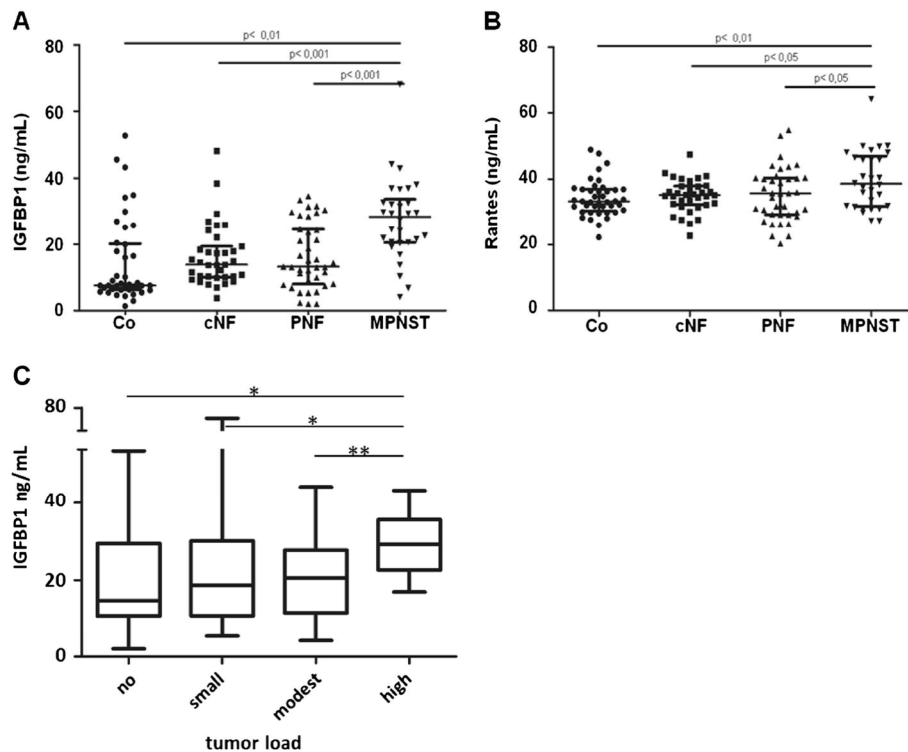 A
p< 0,01
p< 0,001
p< 0,001
IGFBP1 (ng/mL)
80
60
40
20
0
Co cNF PNF MPNST
B
p< 0,01
p< 0,05
p< 0,05
Rantes (ng/mL)
80
60
40
20
0
Co cNF PNF MPNST
C
*
*
**
IGFBP1 ng/mL
80
40
20
0
no small modest high
tumor load